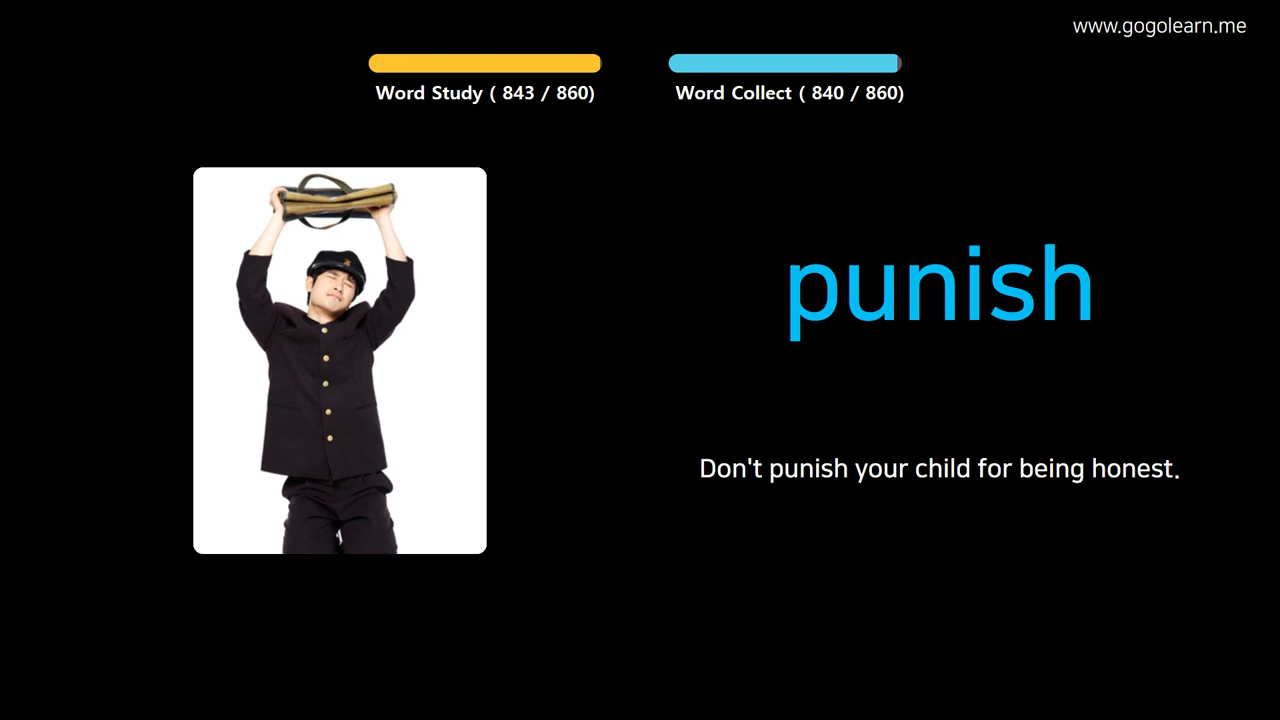 www.gogolearn.me
Word Study ( 843 / 860)
Word Collect ( 840 / 860)
punish
Don't punish your child for being honest.